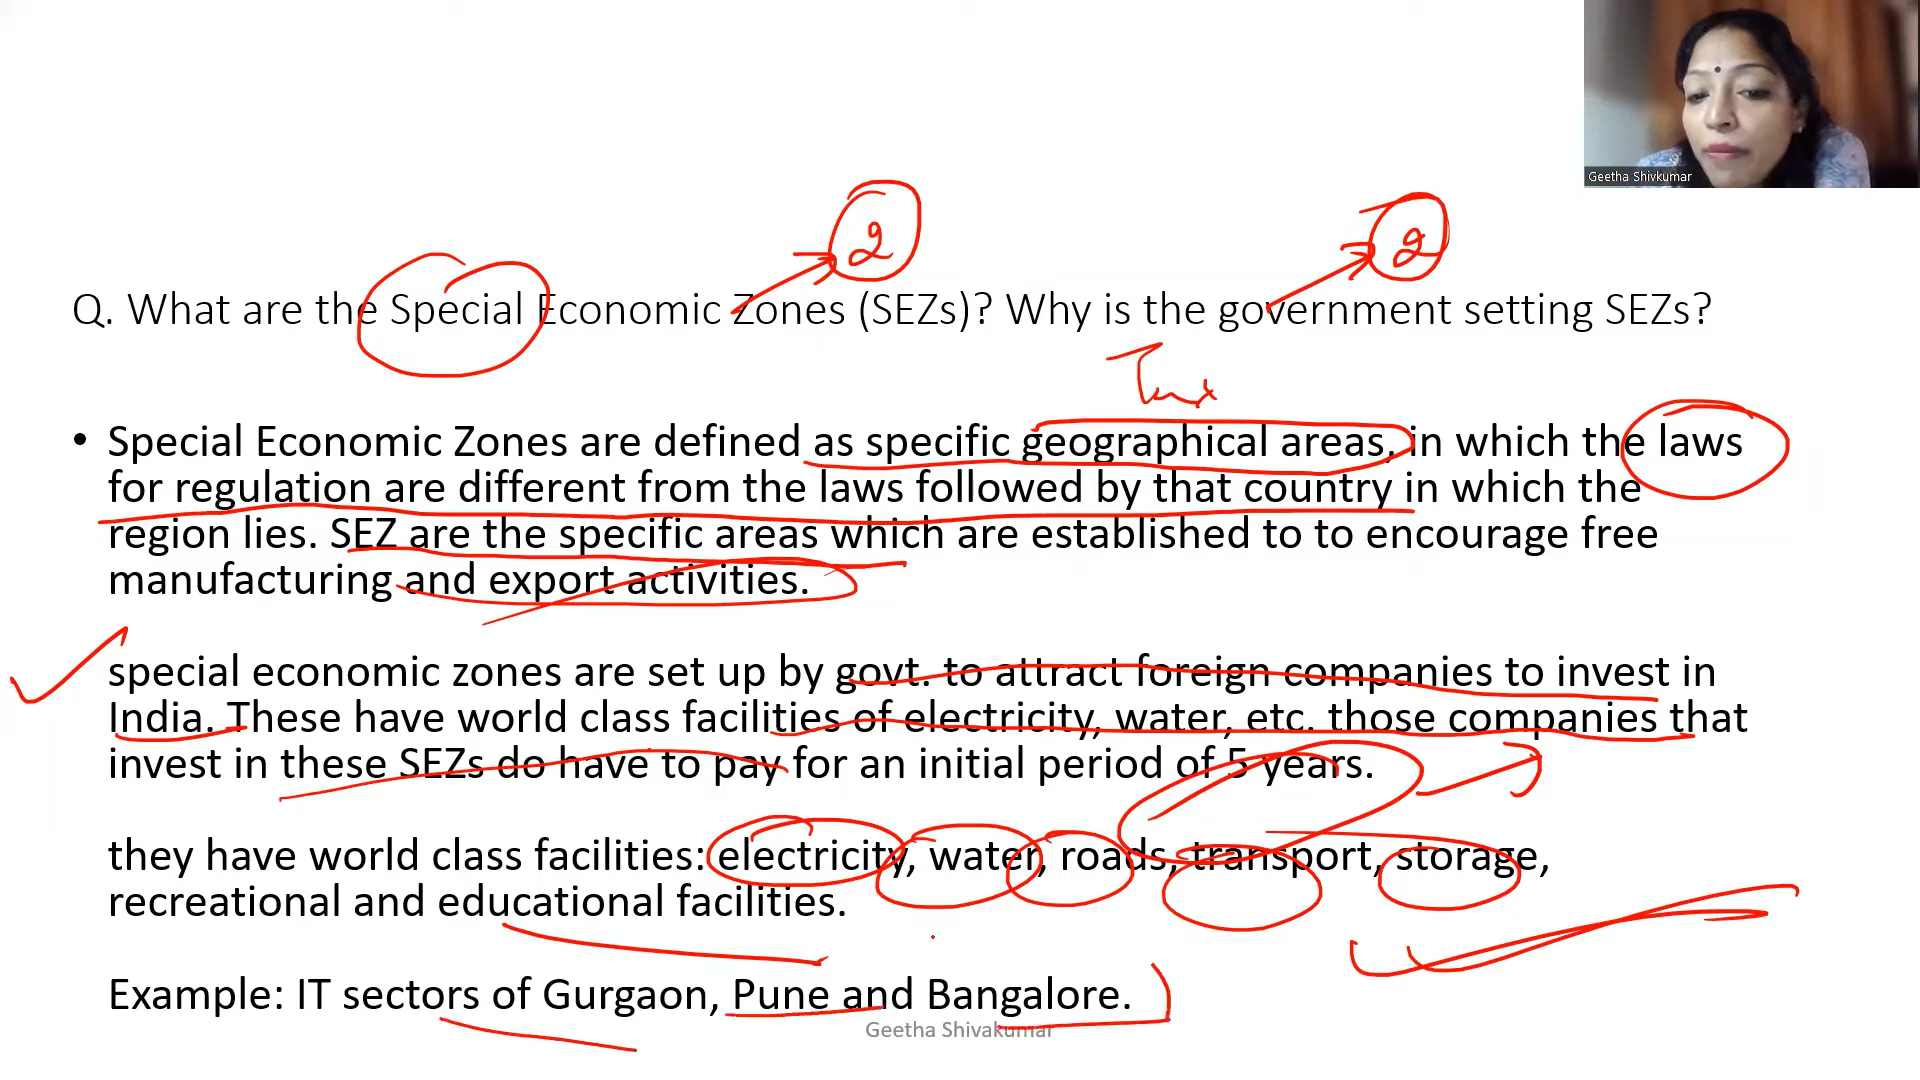 Geetha Shivkumar
2
2
Q. What are the Special Economic Zones (SEZs)? Why is the government setting SEZs?
• Special Economic Zones are defined as specific geographical areas, in which the laws
for regulation are different from the laws followed by that country in which the
region lies. SEZ are the specific areas which are established to to encourage free
manufacturing and export activities.
special economic zones are set up by govt. to attract foreign companies to invest in
India. These have world class facilities of electricity, water, etc. those companies that
invest in these SEZs do have to pay for an initial period of 5 years.
they have world class facilities: electricity, water, roads, transport, storage,
recreational and educational facilities.
Example: IT sectors of Gurgaon, Pune and Bangalore.
Geetha Shivakumar